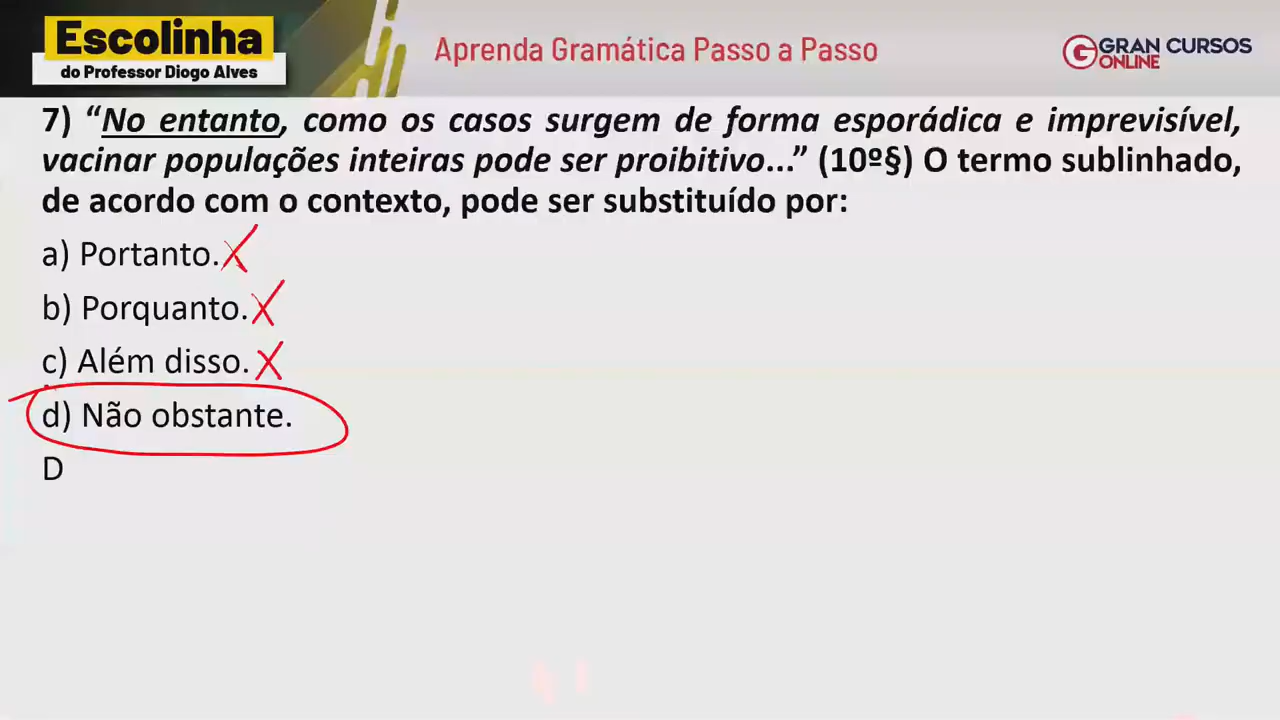 Escolinha
do Professor Diogo Alves
Aprenda Gramática Passo a Passo
GRAN CURSOS
ONLINE
7) “No entanto, como os casos surgem de forma esporádica e imprevisível,
vacinar populações inteiras pode ser proibitivo...” (10º§) O termo sublinhado,
de acordo com o contexto, pode ser substituído por:
a) Portanto.
b) Porquanto.
c) Além disso.
d) Não obstante.
D